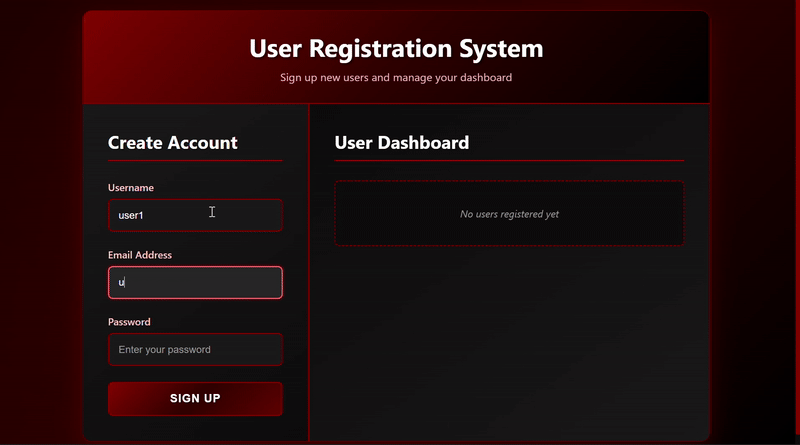 User Registration System
Sign up new users and manage your dashboard
Create Account
Username
user1
Email Address
u
Password
Enter your password
SIGN UP
User Dashboard
No users registered yet